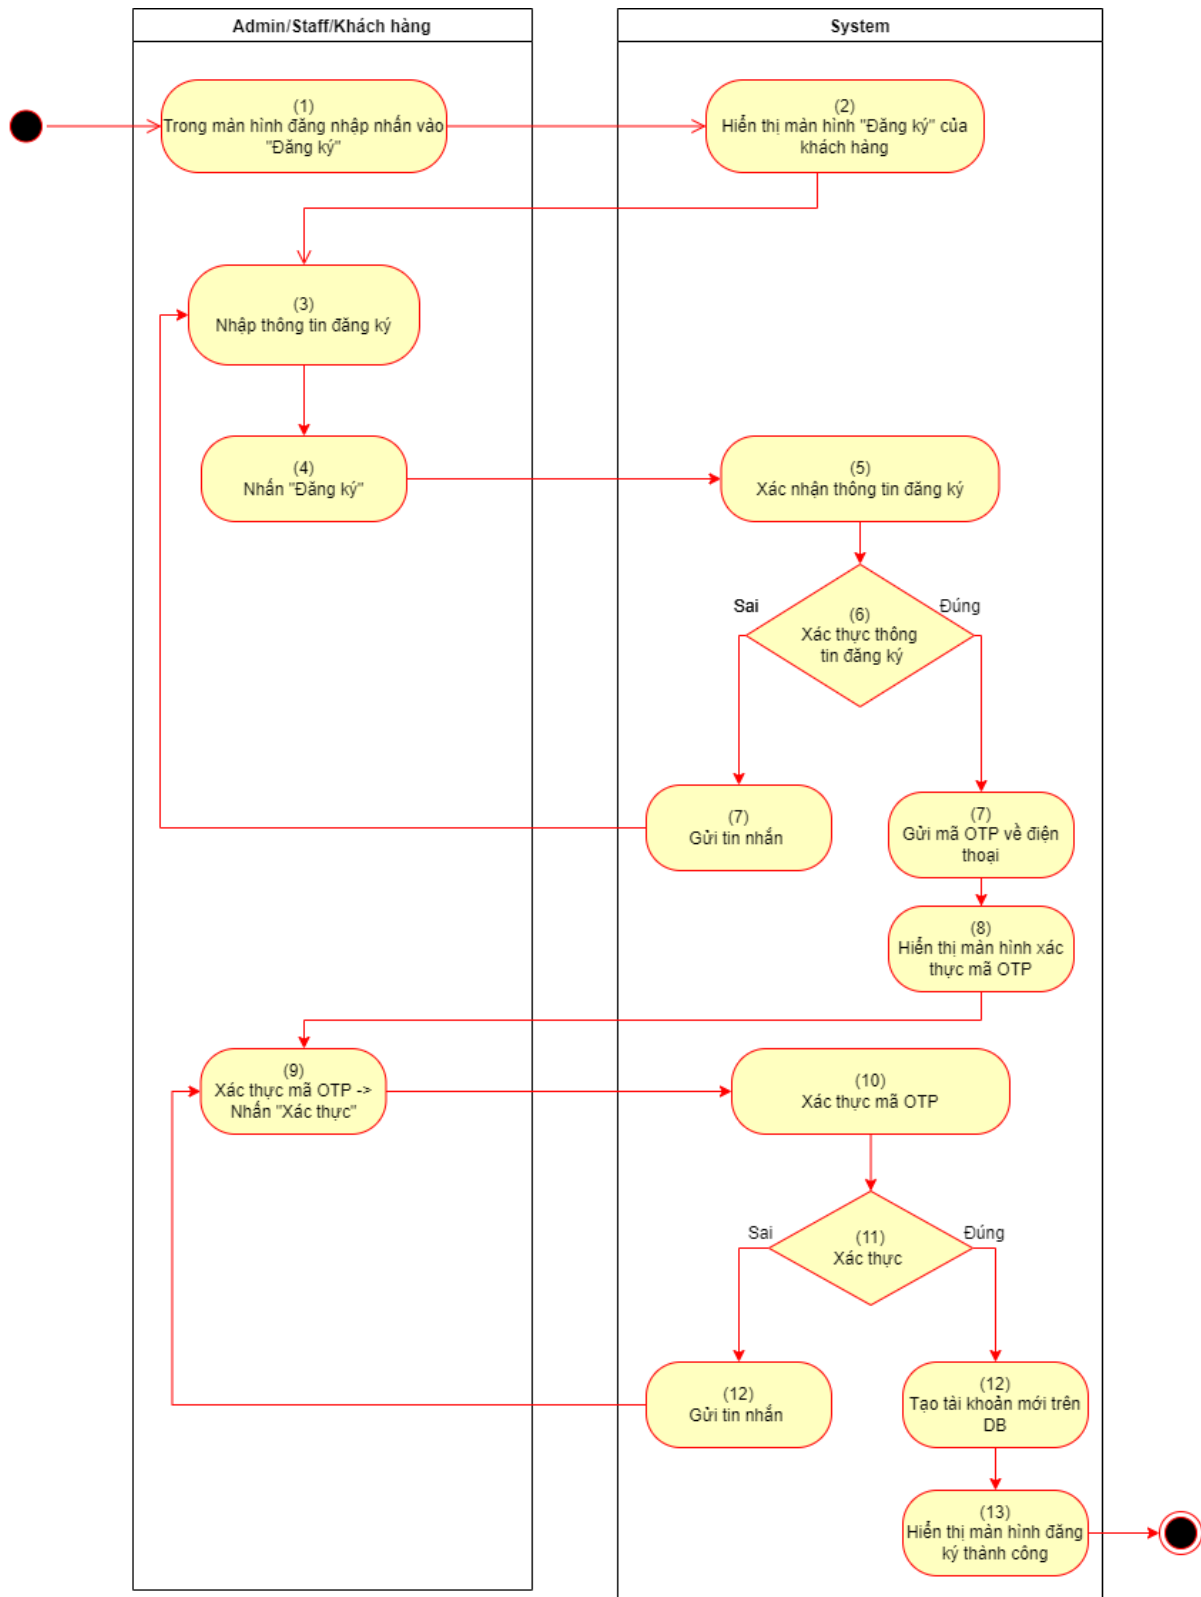 Admin/Staff/Khách hàng
System
(1)
Trong màn hình đăng nhập nhấn vào
"Đăng ký"
(2)
Hiển thị màn hình "Đăng ký" của
khách hàng
(3)
Nhập thông tin đăng ký
(4)
Nhấn "Đăng ký"
(5)
Xác nhận thông tin đăng ký
Sai
(6)
Xác thực thông
tin đăng ký
Đúng
(7)
Gửi tin nhắn
(7)
Gửi mã OTP về điện
thoại
(8)
Hiển thị màn hình xác
thực mã OTP
(9)
Xác thực mã OTP ->
Nhấn "Xác thực"
(10)
Xác thực mã OTP
Sai
(11)
Xác thực
Đúng
(12)
Gửi tin nhắn
(12)
Tạo tài khoản mới trên
DB
(13)
Hiển thị màn hình đăng
ký thành công